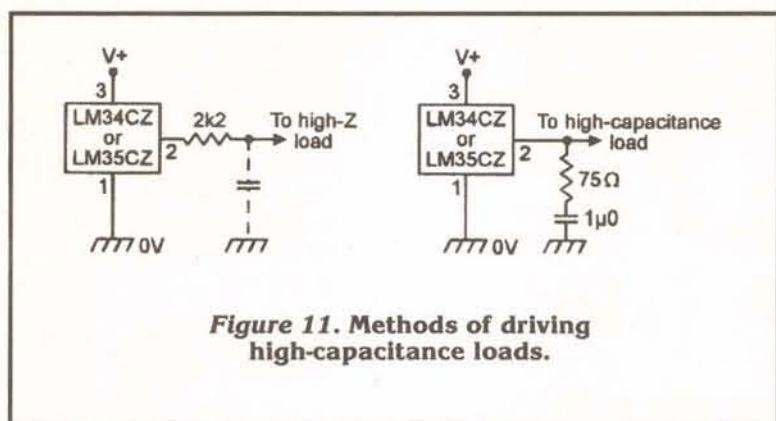 V+
3
LM34CZ
or
LM35CZ
2
1
2k2
To high-Z
load
0V
V+
3
LM34CZ
or
LM35CZ
2
1
To high-capacitance
load
75Ω
1µ0
0V
Figure 11. Methods of driving
high-capacitance loads.